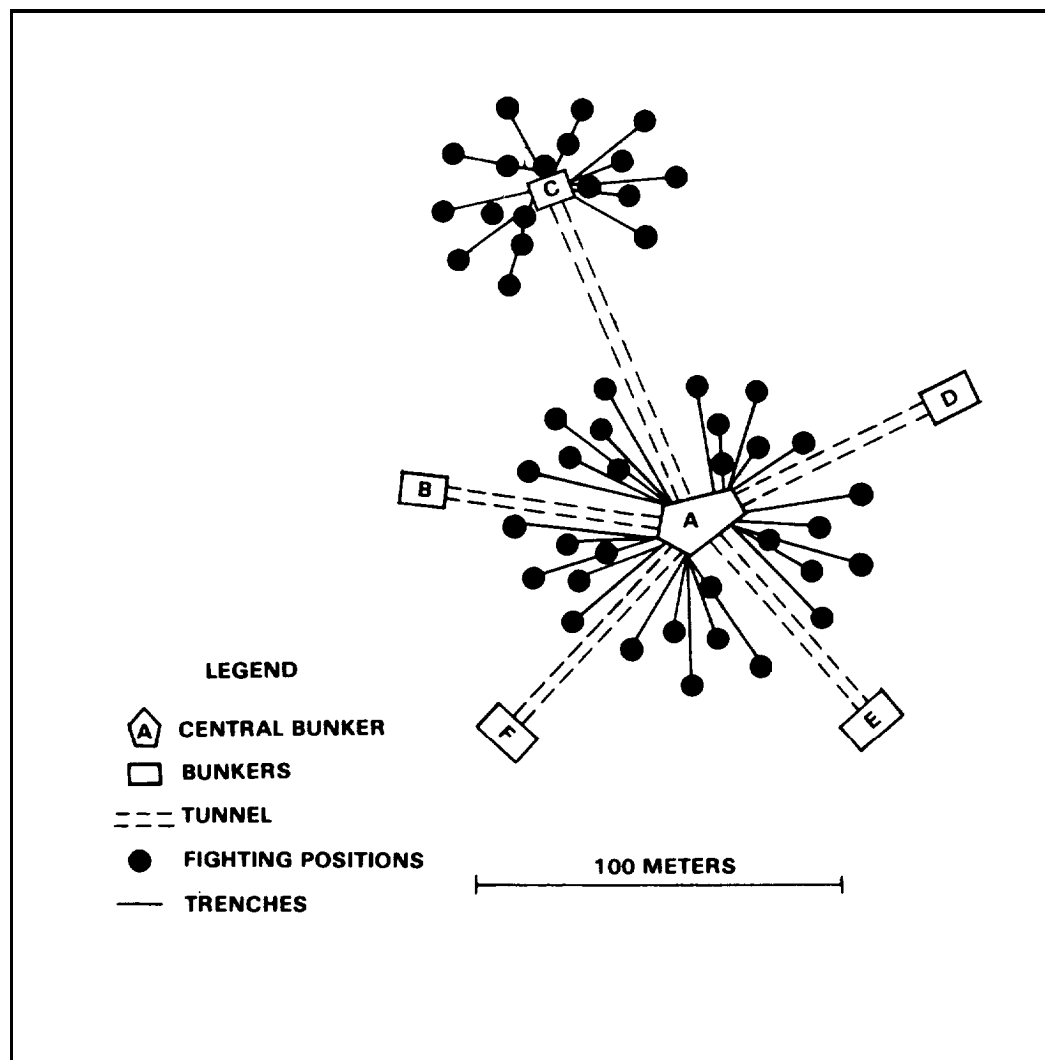 C
D
B
A
E
F
LEGEND
A CENTRAL BUNKER
BUNKERS
TUNNEL
FIGHTING POSITIONS
TRENCHES
100 METERS